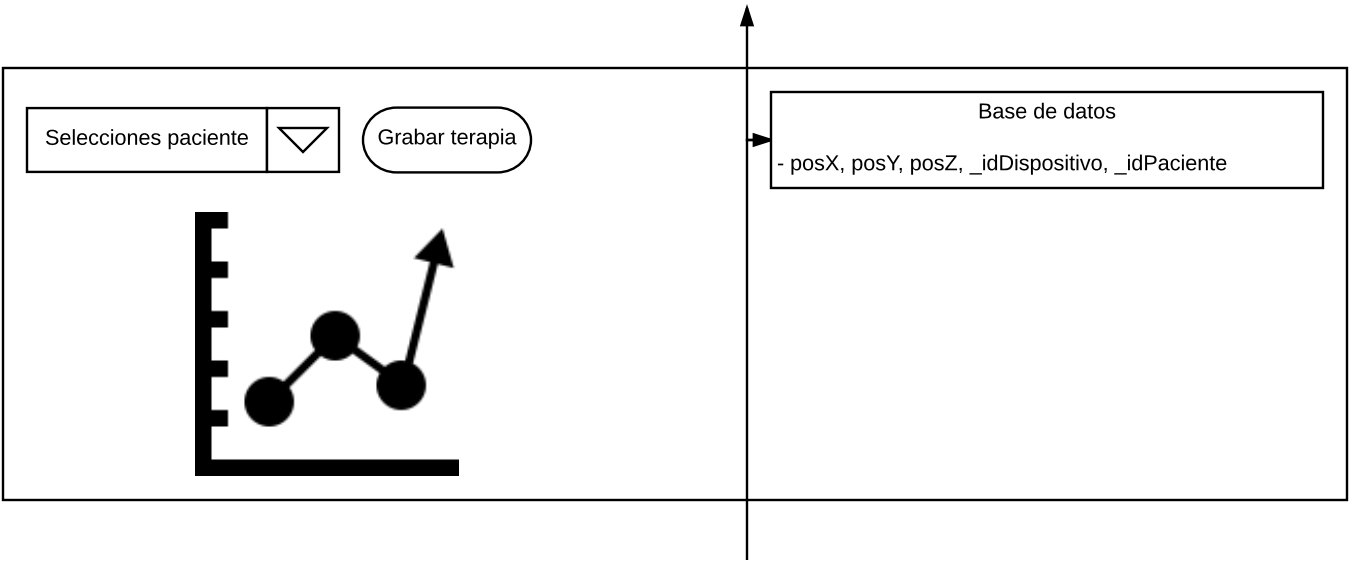 Selecciones paciente
Grabar terapia
Base de datos
- posX, posY, posZ, _idDispositivo, _idPaciente